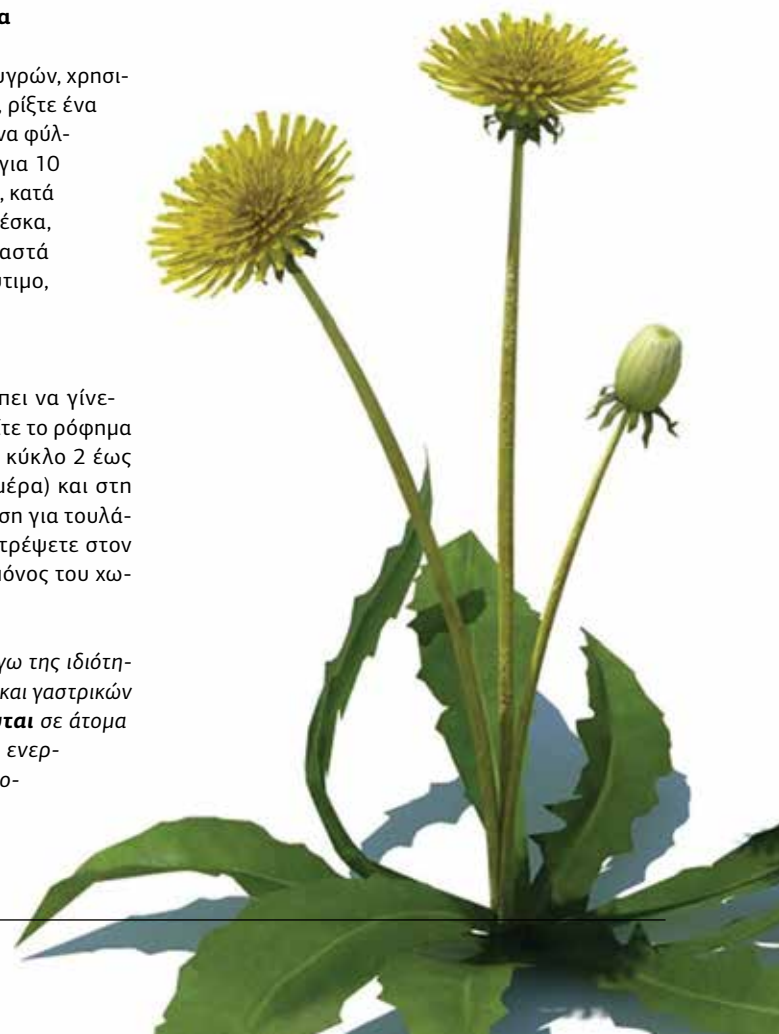 α
υγρών, χρησι-
, ρίξτε ένα
να φύλ-
για 10
, κατά
έσκα,
αστά
τιμο,
πει να γίνε-
τε το ρόφημα
κύκλο 2 έως
μέρα) και στη
ση για τουλά-
τρέψετε στον
μόνος του χω-
γω της ιδιότη-
και γαστρικών
νται σε άτομα
ενερ-
ο-